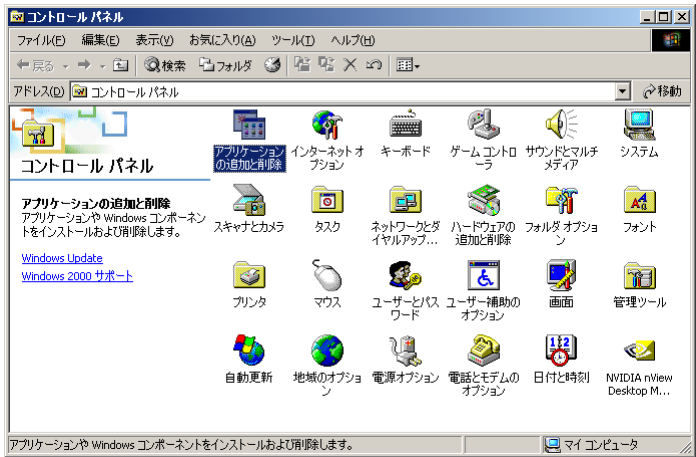 コントロール パネル
ファイル(F) 編集(E) 表示(V) お気に入り(A) ツール(T) ヘルプ(H)
戻る 検索 フォルダ
アドレス(D) コントロール パネル 移動
コントロール パネル
アプリケーションの追加と削除
アプリケーションや Windows コンポーネン
トをインストールおよび削除します。
Windows Update
Windows 2000 サポート
アプリケーション
の追加と削除
インターネット オ
プション
キーボード
ゲーム コントロ
ーラ
サウンドとマルチ
メディア
システム
スキャナとカメラ
タスク
ネットワークとダ
イヤルアップ...
ハードウェアの
追加と削除
フォルダ オプショ
ン
フォント
プリンタ
マウス
ユーザーとパス
ワード
ユーザー補助の
オプション
画面
管理ツール
自動更新
地域のオプショ
ン
電源オプション
電話とモデムの
オプション
日付と時刻
NVIDIA nView
Desktop M...
アプリケーションや Windows コンポーネントをインストールおよび削除します。
マイ コンピュータ